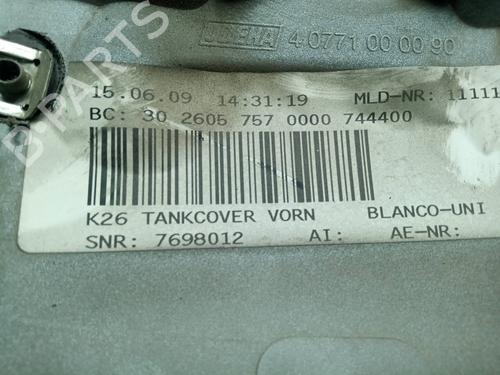 4 0771 00 00 90
15.06.09 14:31:19 MLD-NR: 11111
BC: 30 2605 757 0000 744400
K26 TANKCOVER VORN BLANCO-UNI
SNR: 7698012 AI: AE-NR:
B-PARTS